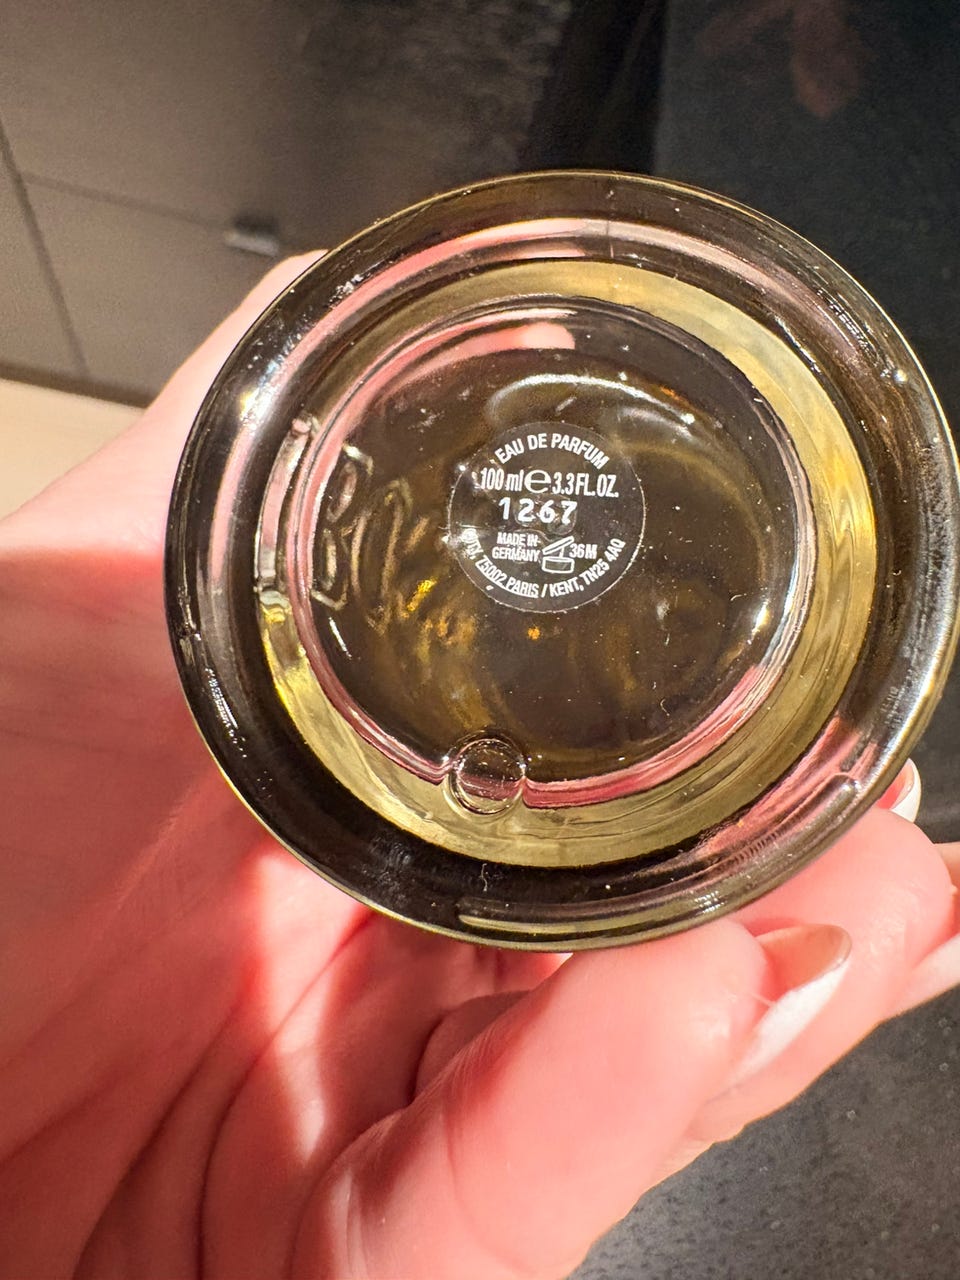 EAU DE PARFUM
100 ml e 3.3 FL.OZ.
1267
MADE IN
GERMANY 36M
75002 PARIS / KENT, TN25 4AQ